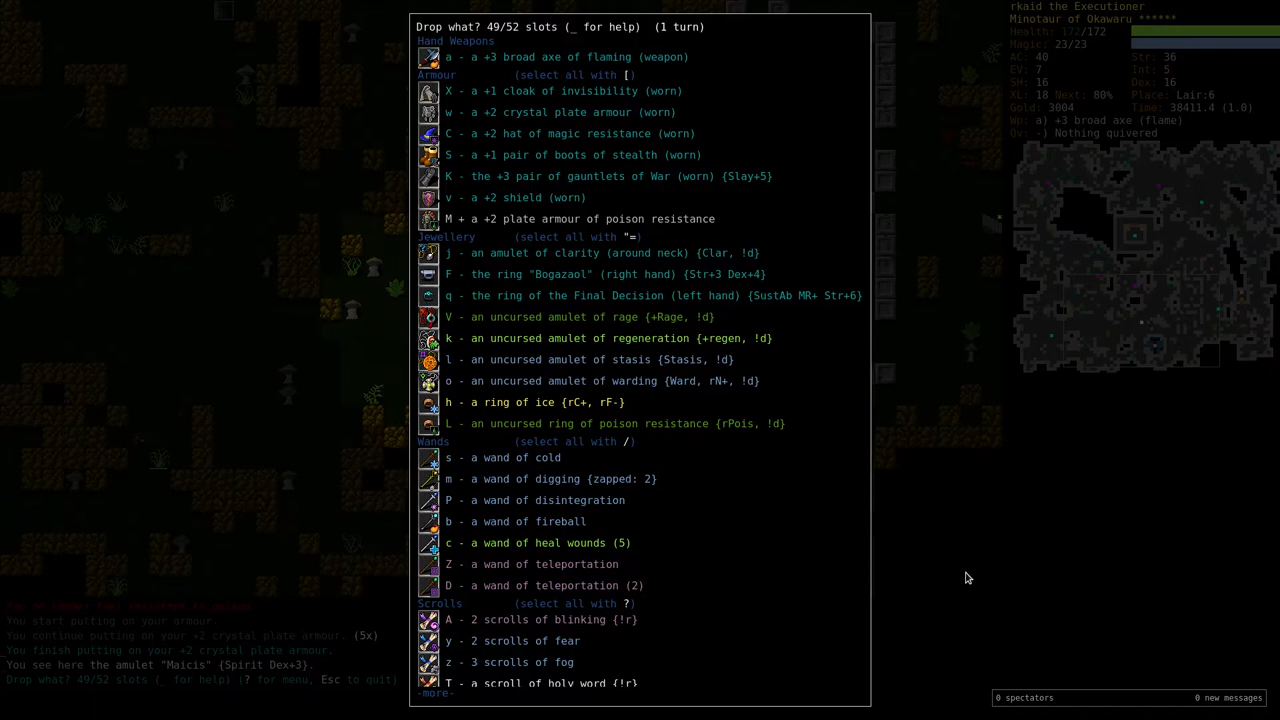 Drop what? 49/52 slots (_ for help)  (1 turn)
Hand Weapons
a - a +3 broad axe of flaming (weapon)
Armour (select all with [)
X - a +1 cloak of invisibility (worn)
w - a +2 crystal plate armour (worn)
C - a +2 hat of magic resistance (worn)
S - a +1 pair of boots of stealth (worn)
K - the +3 pair of gauntlets of War (worn) {Slay+5}
v - a +2 shield (worn)
M + a +2 plate armour of poison resistance
Jewellery (select all with "=)
j - an amulet of clarity (around neck) {Clar, !d}
F - the ring "Bogazaol" (right hand) {Str+3 Dex+4}
q - the ring of the Final Decision (left hand) {SustAb MR+ Str+6}
V - an uncursed amulet of rage {+Rage, !d}
k - an uncursed amulet of regeneration {+regen, !d}
l - an uncursed amulet of stasis {Stasis, !d}
o - an uncursed amulet of warding {Ward, rN+, !d}
h - a ring of ice {rC+, rF-}
L - an uncursed ring of poison resistance {rPois, !d}
Wands (select all with /)
s - a wand of cold
m - a wand of digging {zapped: 2}
P - a wand of disintegration
b - a wand of fireball
c - a wand of heal wounds (5)
Z - a wand of teleportation
D - a wand of teleportation (2)
Scrolls (select all with ?)
A - 2 scrolls of blinking {!r}
y - 2 scrolls of fear
z - 3 scrolls of fog
T - a scroll of holy word {!r}
-more-
rkaid the Executioner
Minotaur of Okawaru ******
Health: 172/172
Magic: 23/23
AC: 40 Str: 36
EV: 7 Int: 5
SH: 16 Dex: 16
XL: 18 Next: 80% Place: Lair:6
Gold: 3004 Time: 38411.4 (1.0)
Wp: a) +3 broad axe (flame)
Qv: -) Nothing quivered
You start putting on your armour.
You continue putting on your +2 crystal plate armour. (5x)
You finish putting on your +2 crystal plate armour.
You see here the amulet "Maicis" {Spirit Dex+3}.
Drop what? 49/52 slots (_ for help) (? for menu, Esc to quit)
0 spectators 0 new messages